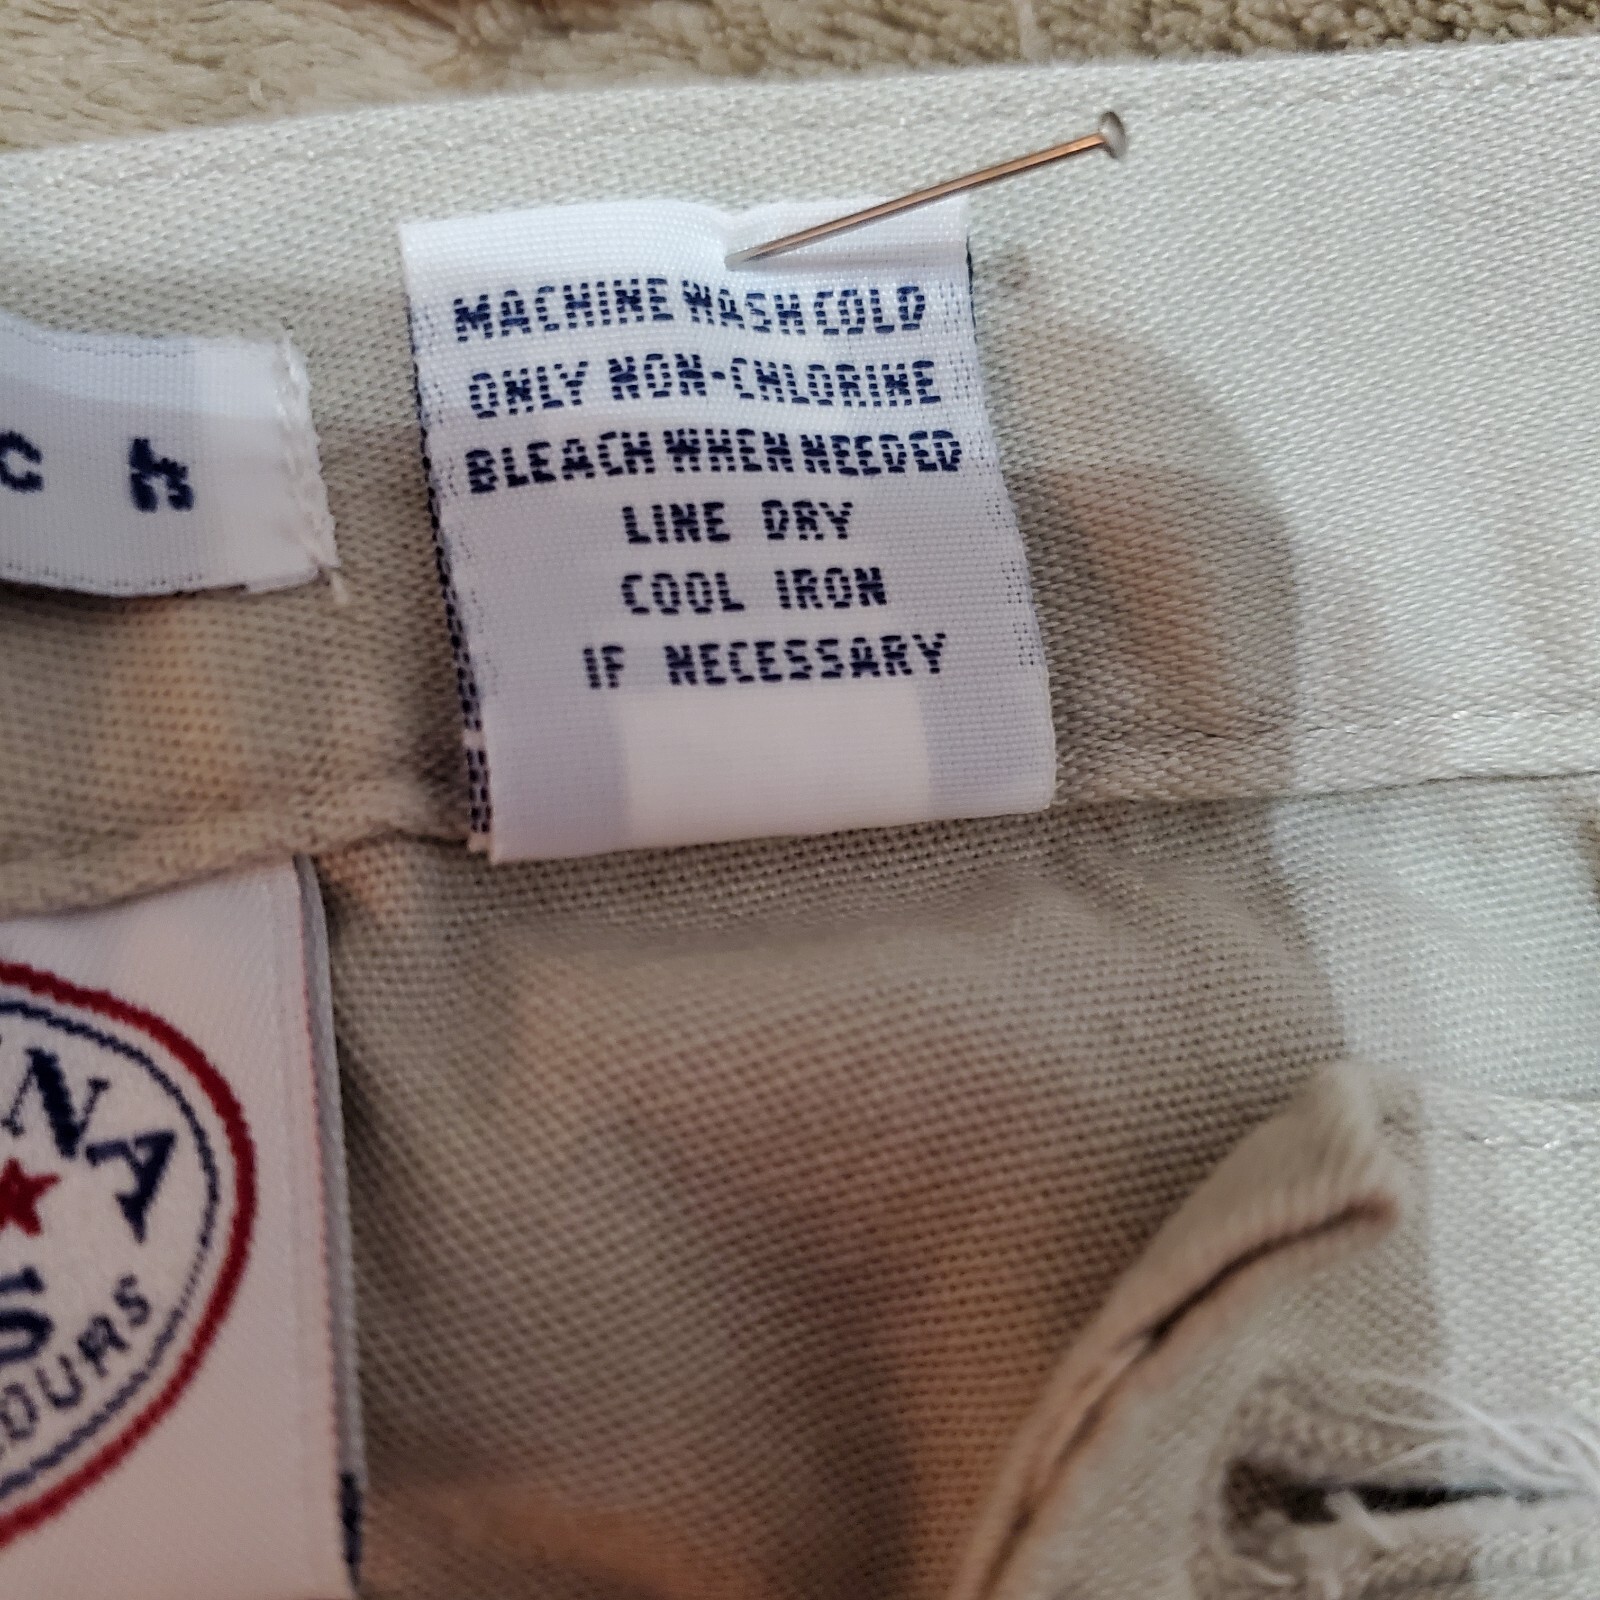 MACHINE WASH COLD
ONLY NON-CHLORINE
BLEACH WHEN NEEDED
LINE DRY
COOL IRON
IF NECESSARY
C